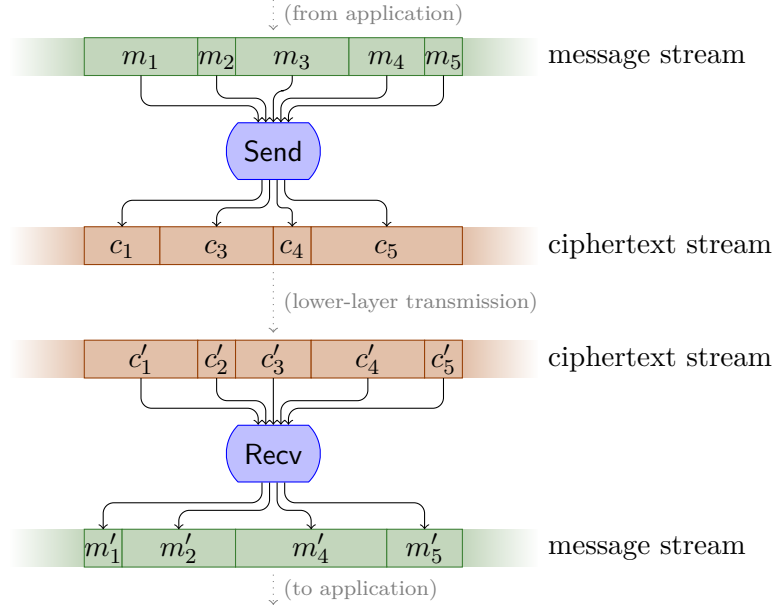 (from application)
m₁ m₂ m₃ m₄ m₅ message stream
Send
c₁ c₃ c₄ c₅ ciphertext stream
(lower-layer transmission)
c′₁ c′₂ c′₃ c′₄ c′₅ ciphertext stream
Recv
m′₁ m′₂ m′₄ m′₅ message stream
(to application)